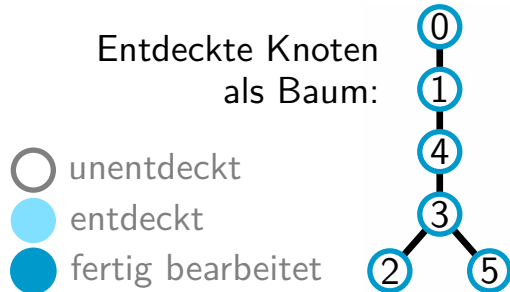 Entdeckte Knoten
als Baum:
0
1
4
3
2 5
unentdeckt
entdeckt
fertig bearbeitet